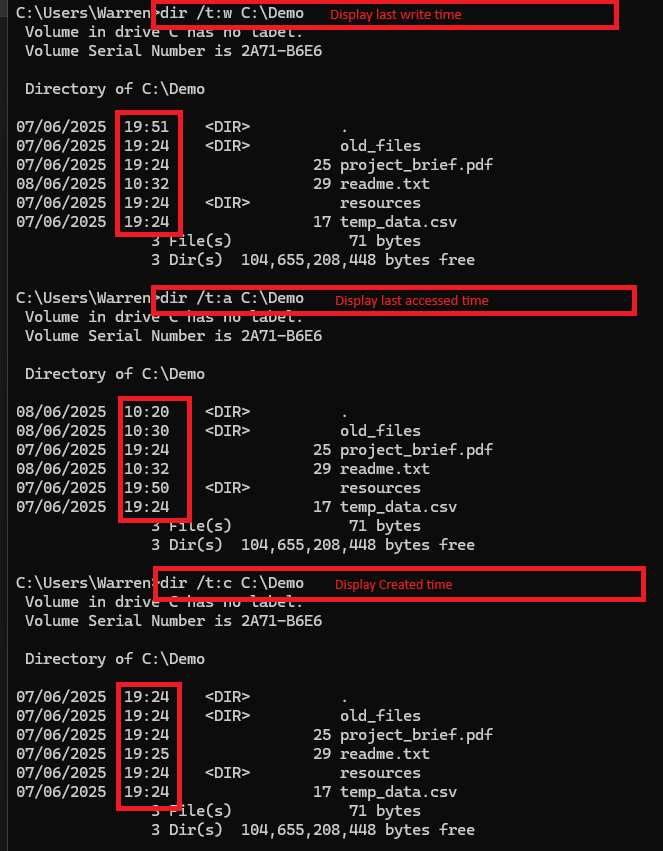 C:\Users\Warren>dir /t:w C:\Demo Display last write time
Volume in drive C has no label.
Volume Serial Number is 2A71-B6E6
Directory of C:\Demo
07/06/2025 19:51 <DIR> .
07/06/2025 19:24 <DIR> old_files
07/06/2025 19:24 25 project_brief.pdf
08/06/2025 10:32 29 readme.txt
07/06/2025 19:24 <DIR> resources
07/06/2025 19:24 17 temp_data.csv
3 File(s) 71 bytes
3 Dir(s) 104,655,208,448 bytes free
C:\Users\Warren>dir /t:a C:\Demo Display last accessed time
Volume in drive C has no label.
Volume Serial Number is 2A71-B6E6
Directory of C:\Demo
08/06/2025 10:20 <DIR> .
08/06/2025 10:30 <DIR> old_files
07/06/2025 19:24 25 project_brief.pdf
08/06/2025 10:32 29 readme.txt
07/06/2025 19:50 <DIR> resources
07/06/2025 19:24 17 temp_data.csv
3 File(s) 71 bytes
3 Dir(s) 104,655,208,448 bytes free
C:\Users\Warren>dir /t:c C:\Demo Display Created time
Volume in drive C has no label.
Volume Serial Number is 2A71-B6E6
Directory of C:\Demo
07/06/2025 19:24 <DIR> .
07/06/2025 19:24 <DIR> old_files
07/06/2025 19:24 25 project_brief.pdf
07/06/2025 19:25 29 readme.txt
07/06/2025 19:24 <DIR> resources
07/06/2025 19:24 17 temp_data.csv
3 File(s) 71 bytes
3 Dir(s) 104,655,208,448 bytes free